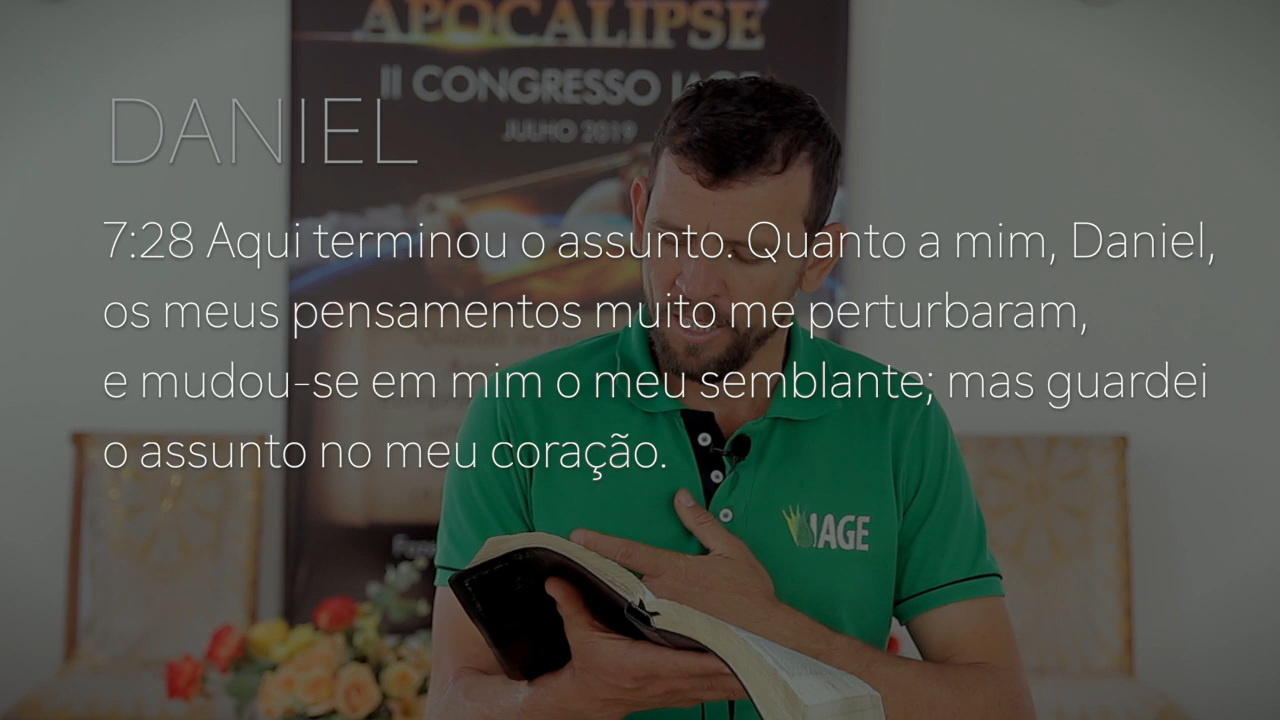 APOCALIPSE
II CONGRESSO IAGE
JULHO 2019
DANIEL
7:28 Aqui terminou o assunto. Quanto a mim, Daniel,
os meus pensamentos muito me perturbaram,
e mudou-se em mim o meu semblante; mas guardei
o assunto no meu coração.
IAGE